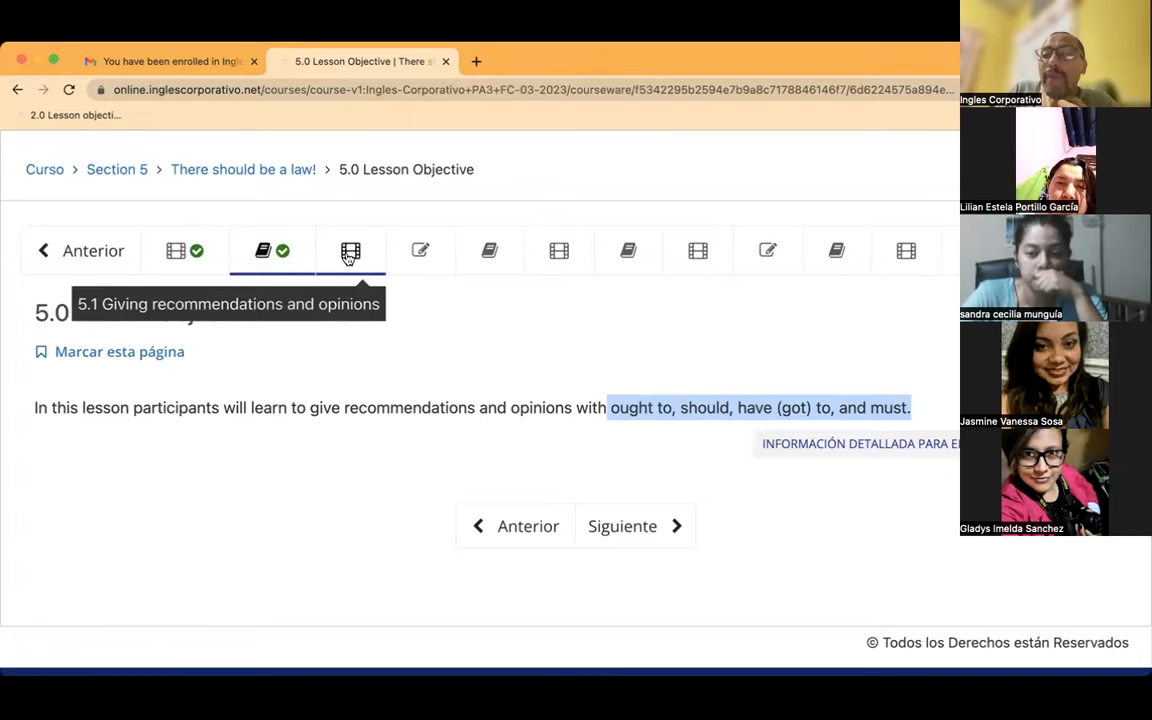 You have been enrolled in Ingle
5.0 Lesson Objective | There s
online.inglescorporativo.net/courses/course-v1:Ingles-Corporativo+PA3+FC-03-2023/courseware/f5342295b2594e7b9a8c7178846146f7/6d6224575a894e...
2.0 Lesson objecti...
Curso > Section 5 > There should be a law! > 5.0 Lesson Objective
Anterior
5.1 Giving recommendations and opinions
5.0
Marcar esta página
In this lesson participants will learn to give recommendations and opinions with ought to, should, have (got) to, and must.
INFORMACIÓN DETALLADA PARA
Anterior
Siguiente
© Todos los Derechos están Reservados
Ingles Corporativo
Lilian Estela Portillo García
sandra cecilia munguía
Jasmine Vanessa Sosa
Gladys Imelda Sanchez